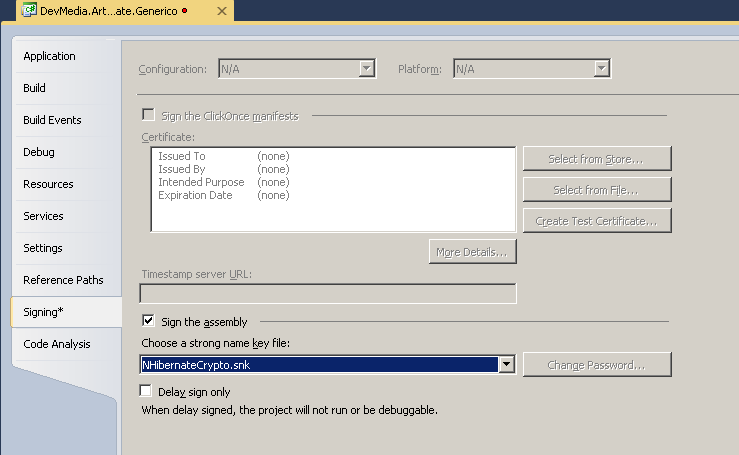 DevMedia.Art...ate.Generico
Application
Build
Build Events
Debug
Resources
Services
Settings
Reference Paths
Signing*
Code Analysis
Configuration: N/A Platform: N/A
Sign the ClickOnce manifests
Certificate:
Issued To (none)
Issued By (none)
Intended Purpose (none)
Expiration Date (none)
Select from Store...
Select from File...
Create Test Certificate...
More Details...
Timestamp server URL:
Sign the assembly
Choose a strong name key file:
NHibernateCrypto.snk
Change Password...
Delay sign only
When delay signed, the project will not run or be debuggable.